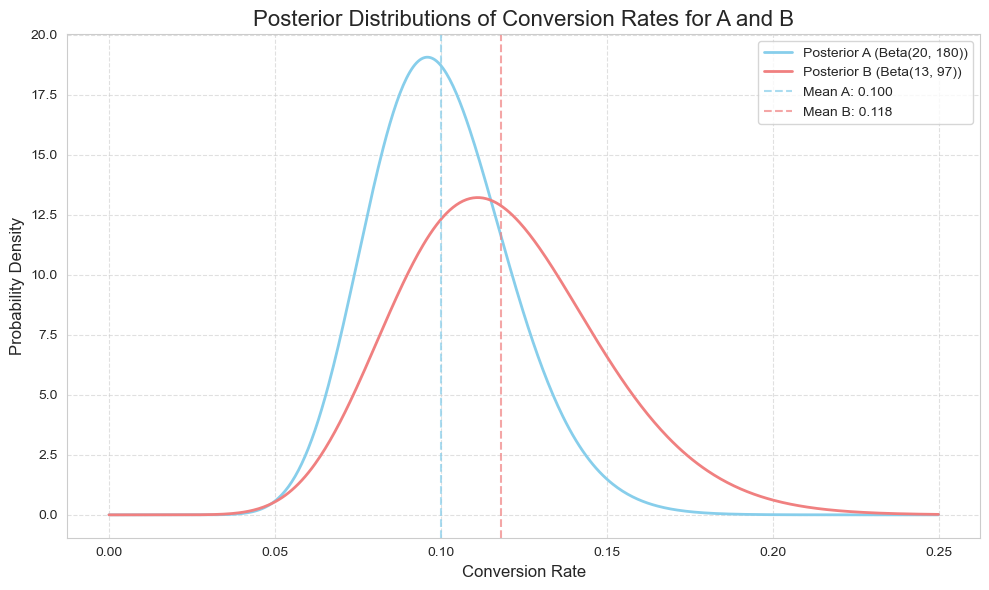 Posterior Distributions of Conversion Rates for A and B
Posterior A (Beta(20, 180))
Posterior B (Beta(13, 97))
Mean A: 0.100
Mean B: 0.118
Probability Density
20.0
17.5
15.0
12.5
10.0
7.5
5.0
2.5
0.0
0.00 0.05 0.10 0.15 0.20 0.25
Conversion Rate